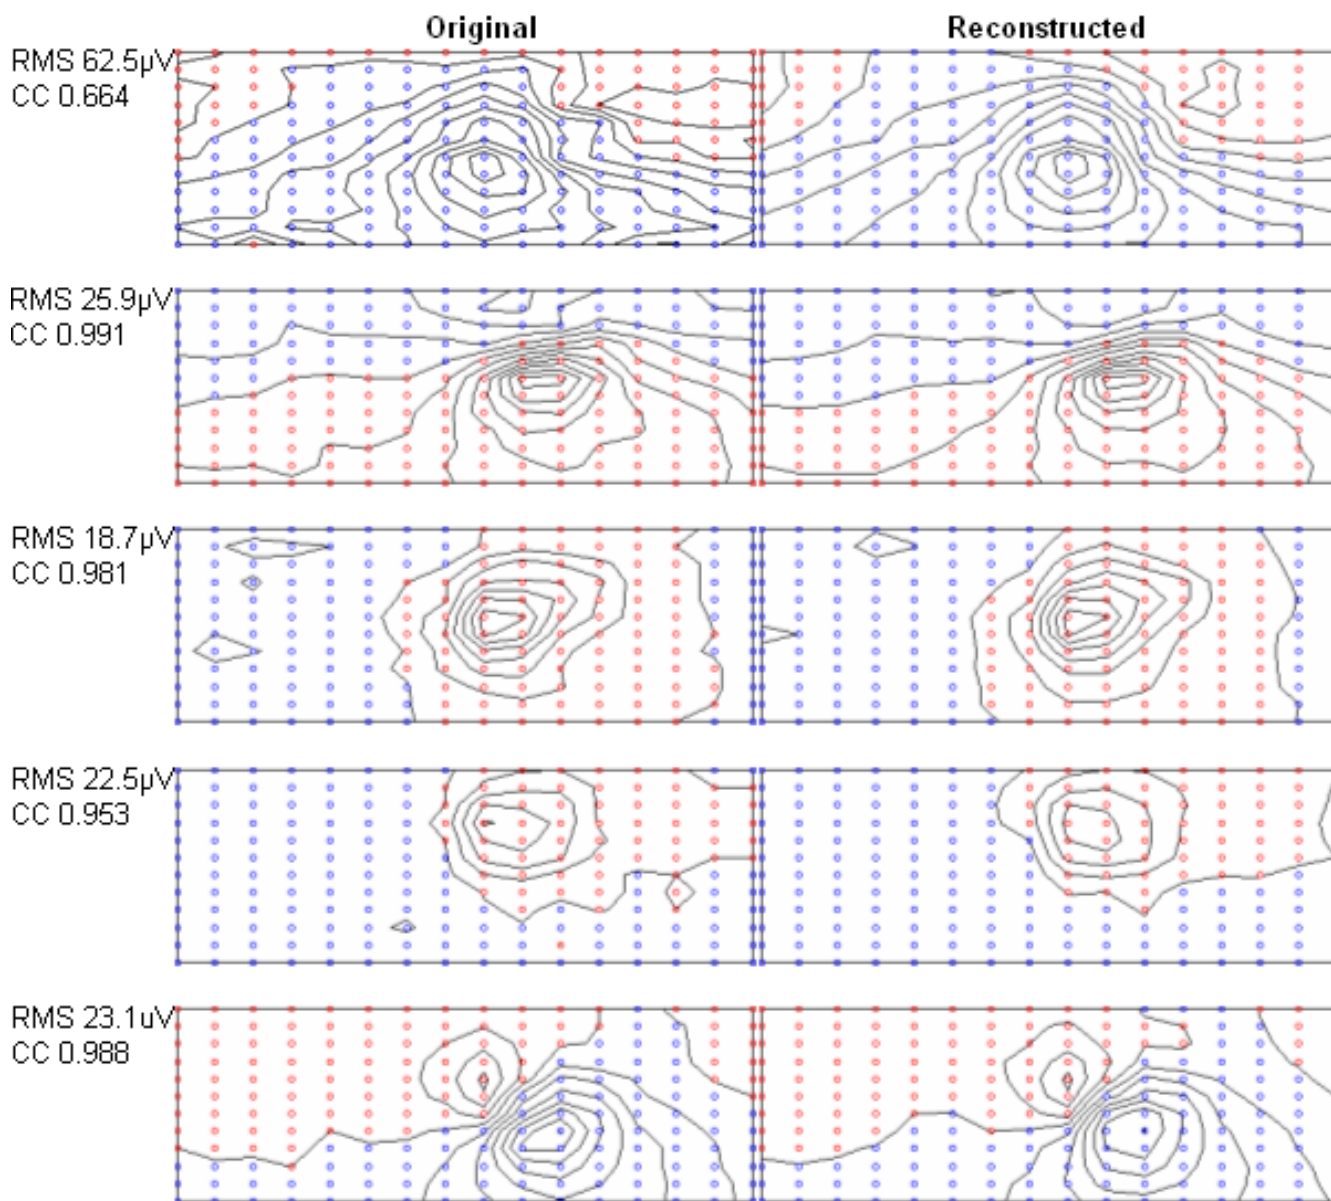 Original
Reconstructed
RMS 62.5µV
CC 0.664
RMS 25.9µV
CC 0.991
RMS 18.7µV
CC 0.981
RMS 22.5µV
CC 0.953
RMS 23.1uV
CC 0.988